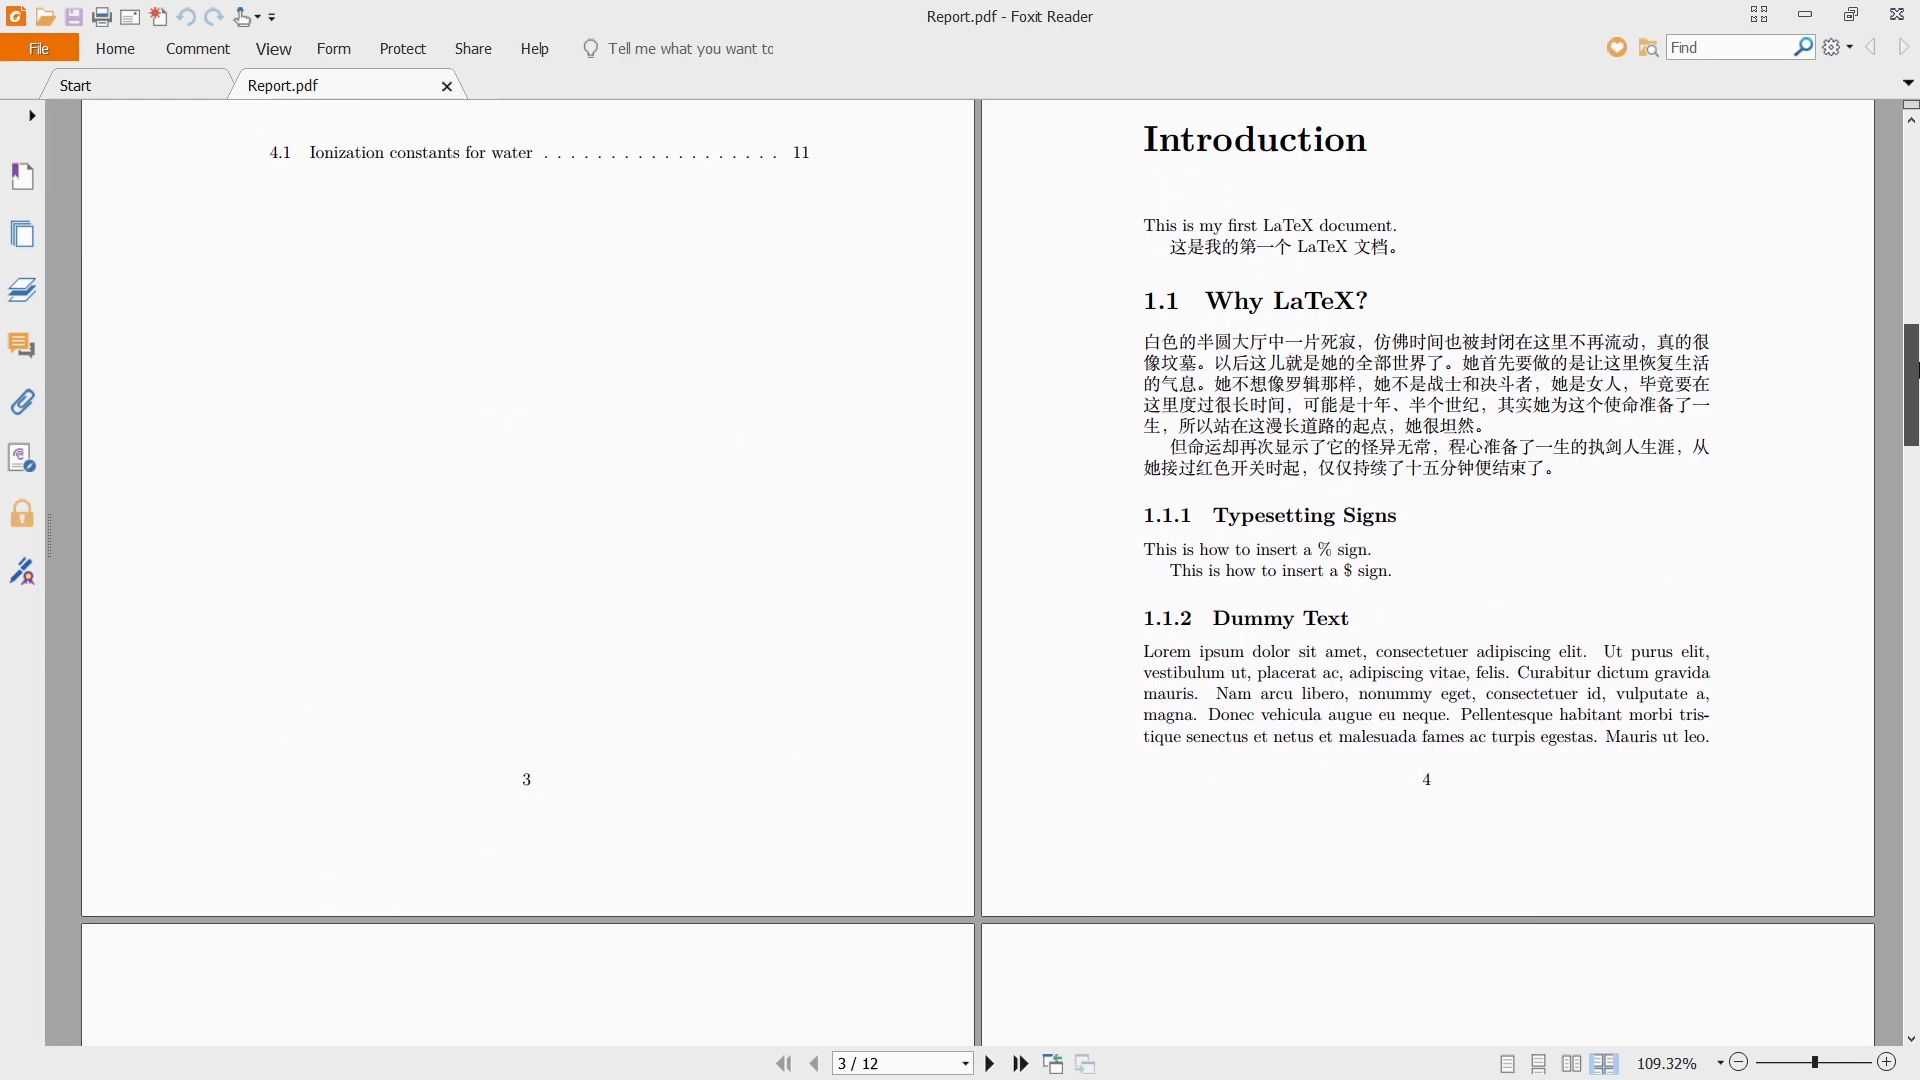 Report.pdf - Foxit Reader
File Home Comment View Form Protect Share Help Tell me what you want to
Find
Start Report.pdf
4.1 Ionization constants for water . . . . . . . . . . . . . . . . . . 11
3
Introduction
This is my first LaTeX document.
这是我的第一个 LaTeX 文档。
1.1 Why LaTeX?
白色的半圆大厅中一片死寂，仿佛时间也被封闭在这里不再流动，真的很
像坟墓。以后这儿就是她的全部世界了。她首先要做的是让这里恢复生活
的气息。她不想像罗辑那样，她不是战士和决斗者，她是女人，毕竟要在
这里度过很长时间，可能是十年、半个世纪，其实她为这个使命准备了一
生，所以站在这漫长道路的起点，她很坦然。
但命运却再次显示了它的怪异无常，程心准备了一生的执剑人生涯，从
她接过红色开关时起，仅仅持续了十五分钟便结束了。
1.1.1 Typesetting Signs
This is how to insert a % sign.
This is how to insert a $ sign.
1.1.2 Dummy Text
Lorem ipsum dolor sit amet, consectetuer adipiscing elit. Ut purus elit,
vestibulum ut, placerat ac, adipiscing vitae, felis. Curabitur dictum gravida
mauris. Nam arcu libero, nonummy eget, consectetuer id, vulputate a,
magna. Donec vehicula augue eu neque. Pellentesque habitant morbi tris-
tique senectus et netus et malesuada fames ac turpis egestas. Mauris ut leo.
4
3 / 12
109.32%